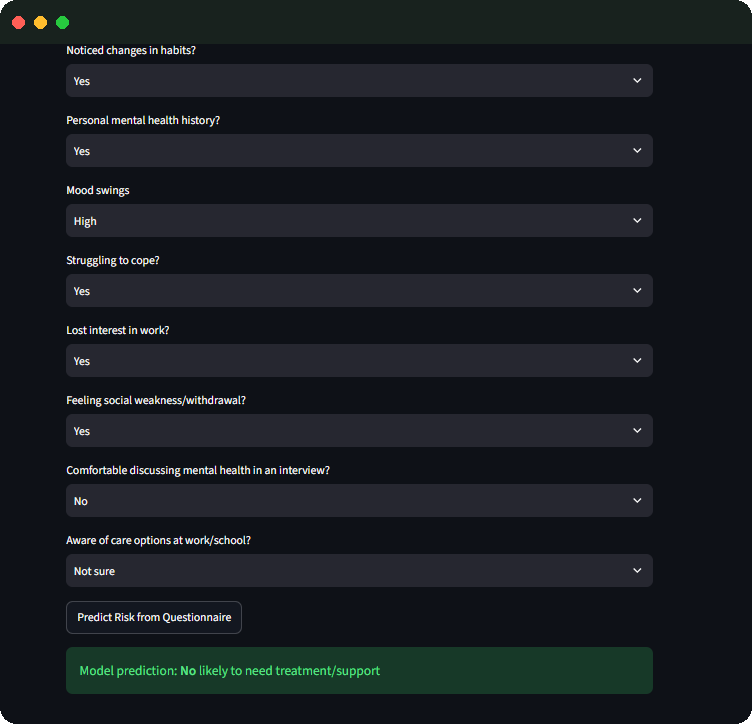 Noticed changes in habits?
Yes
Personal mental health history?
Yes
Mood swings
High
Struggling to cope?
Yes
Lost interest in work?
Yes
Feeling social weakness/withdrawal?
Yes
Comfortable discussing mental health in an interview?
No
Aware of care options at work/school?
Not sure
Predict Risk from Questionnaire
Model prediction: No likely to need treatment/support